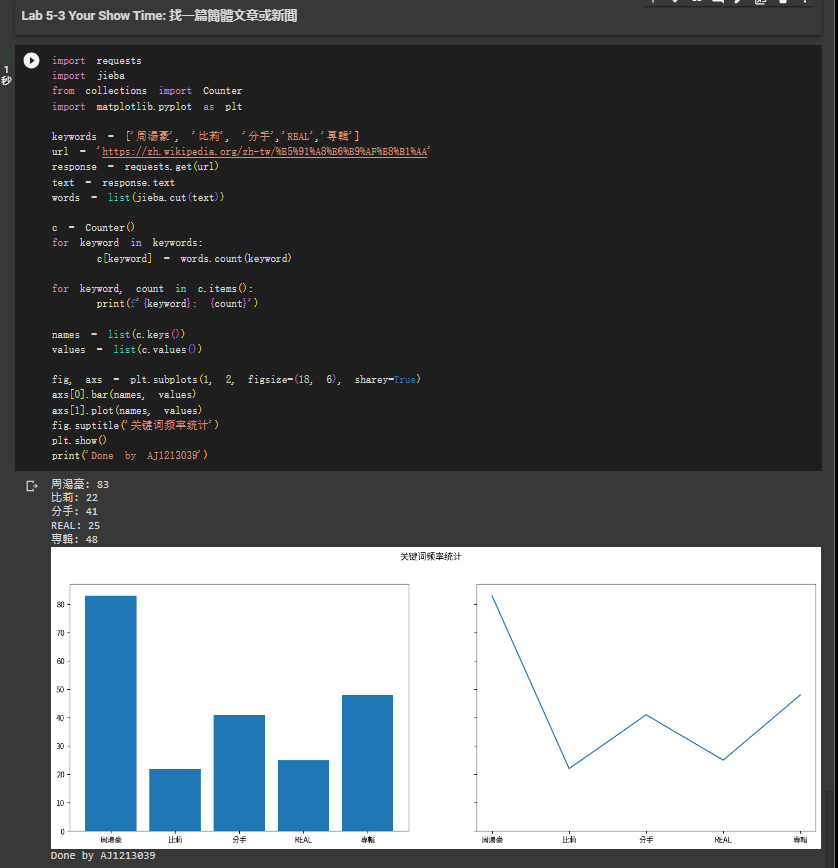 Lab 5-3 Your Show Time: 找一篇簡體文章或新聞
1
秒
import requests
import jieba
from collections import Counter
import matplotlib.pyplot as plt
keywords = ['周湯豪', '比莉', '分手','REAL','專輯']
url = 'https://zh.wikipedia.org/zh-tw/%E5%91%A8%E6%B9%AF%E8%B1%AA'
response = requests.get(url)
text = response.text
words = list(jieba.cut(text))
c = Counter()
for keyword in keywords:
c[keyword] = words.count(keyword)
for keyword, count in c.items():
print(f'{keyword}: {count}')
names = list(c.keys())
values = list(c.values())
fig, axs = plt.subplots(1, 2, figsize=(18, 6), sharey=True)
axs[0].bar(names, values)
axs[1].plot(names, values)
fig.suptitle('关键词频率统计')
plt.show()
print('Done by AJ1213039')
周湯豪: 83
比莉: 22
分手: 41
REAL: 25
專輯: 48
关键词频率统计
80
70
60
50
40
30
20
10
0
周湯豪 比莉 分手 REAL 專輯
周湯豪 比莉 分手 REAL 專輯
Done by AJ1213039